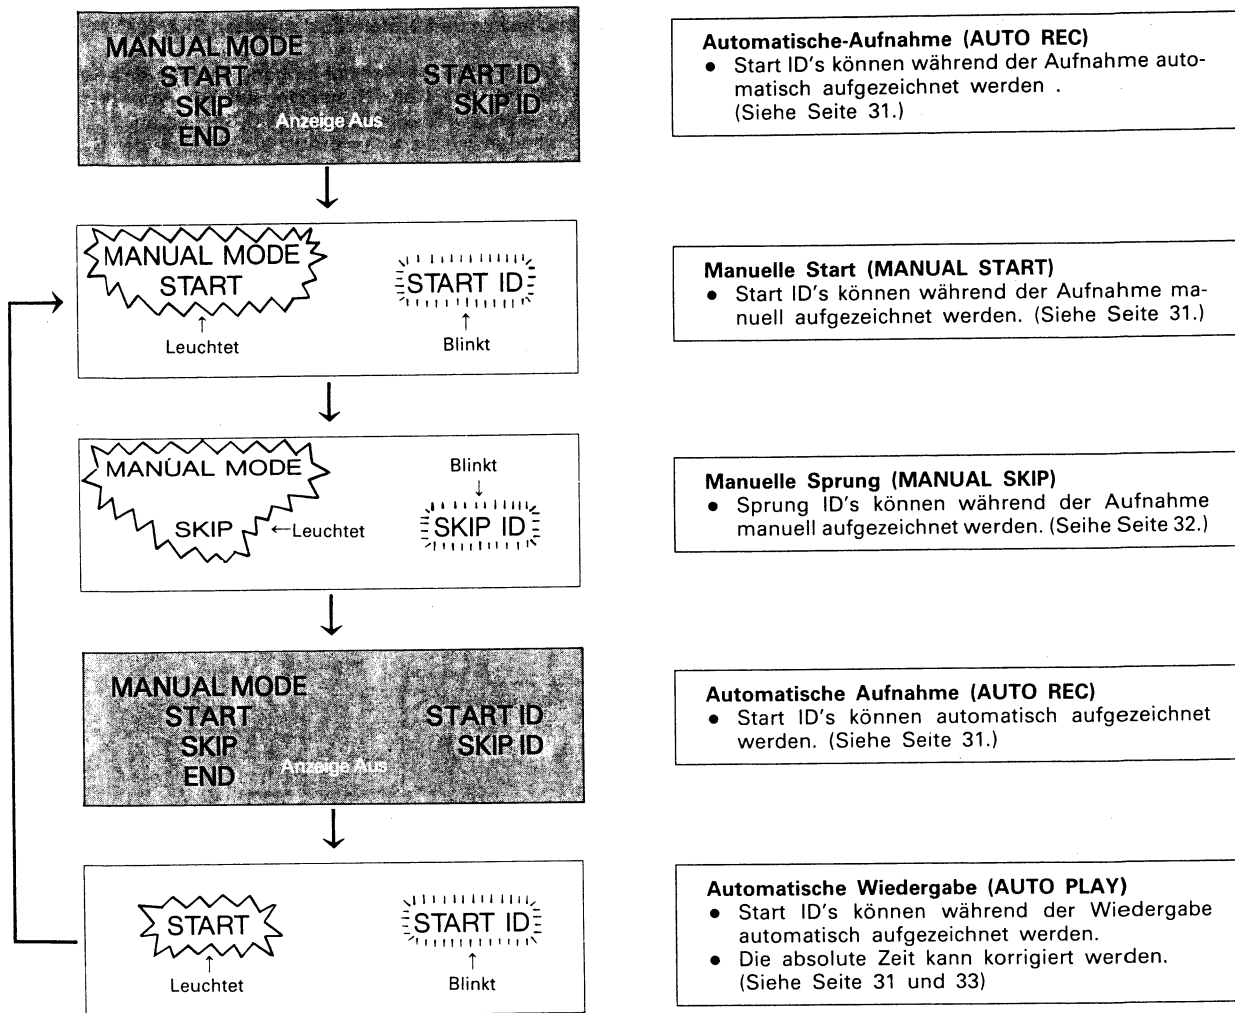 MANUAL MODE
START
SKIP
END
Anzeige Aus
START ID
SKIP ID
Automatische-Aufnahme (AUTO REC)
● Start ID's können während der Aufnahme auto-
matisch aufgezeichnet werden .
(Siehe Seite 31.)
MANUAL MODE
START
↑
Leuchtet
START ID
↑
Blinkt
Manuelle Start (MANUAL START)
● Start ID's können während der Aufnahme ma-
nuell aufgezeichnet werden. (Siehe Seite 31.)
MANUAL MODE
SKIP ←Leuchtet
Blinkt
↓
SKIP ID
Manuelle Sprung (MANUAL SKIP)
● Sprung ID's können während der Aufnahme
manuell aufgezeichnet werden. (Seihe Seite 32.)
MANUAL MODE
START
SKIP
END
Anzeige Aus
START ID
SKIP ID
Automatische Aufnahme (AUTO REC)
● Start ID's können automatisch aufgezeichnet
werden. (Siehe Seite 31.)
START
↑
Leuchtet
START ID
↑
Blinkt
Automatische Wiedergabe (AUTO PLAY)
● Start ID's können während der Wiedergabe
automatisch aufgezeichnet werden.
● Die absolute Zeit kann korrigiert werden.
(Siehe Seite 31 und 33)